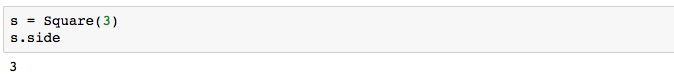 s = Square(3)
s.side
3